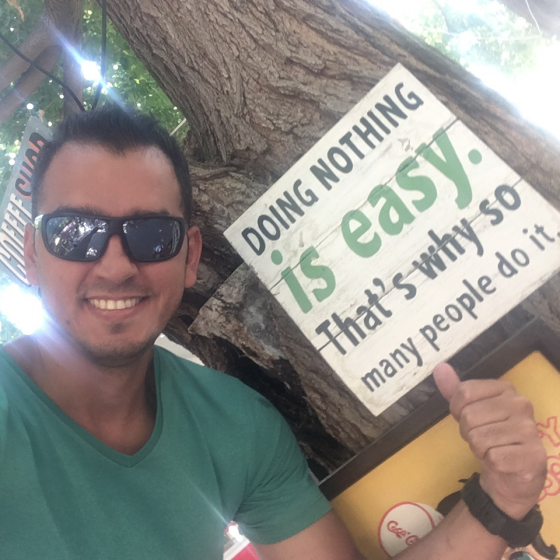 COFFEE SHOP
DOING NOTHING
is easy.
That's why so
many people do it.